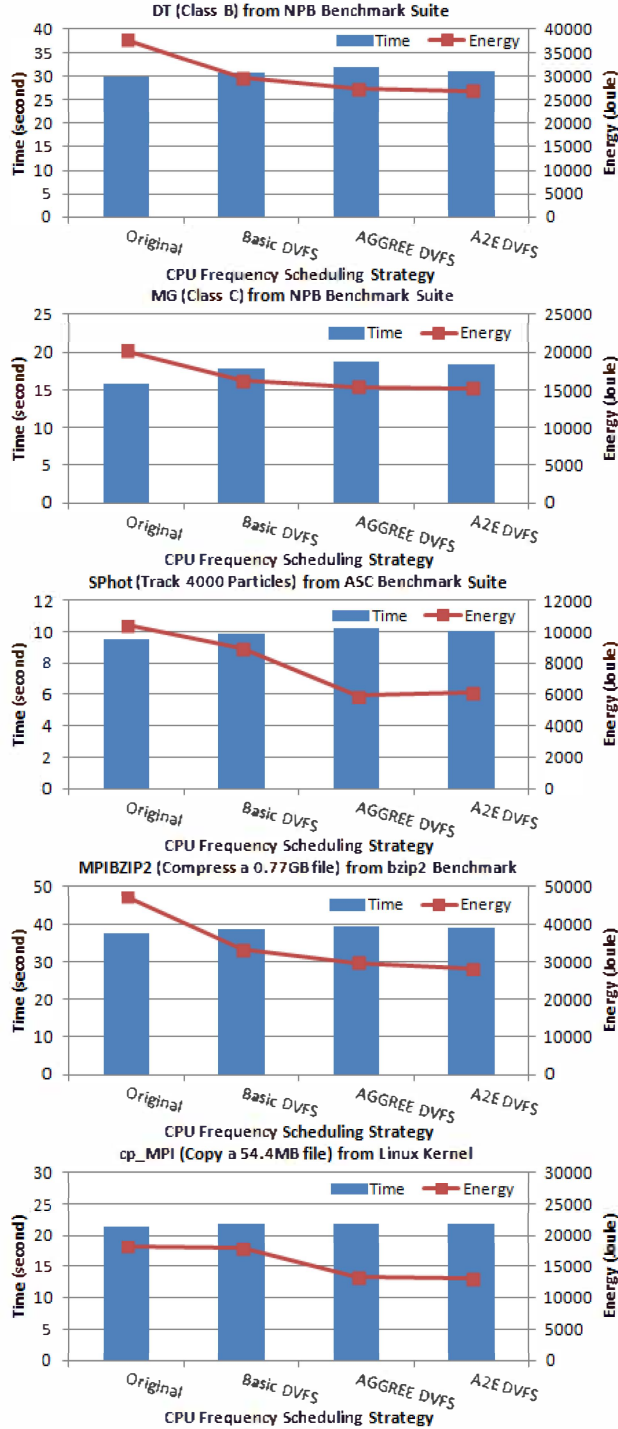 DT (Class B) from NPB Benchmark Suite
40 40000
35 Time Energy 35000
30 30000
25 25000
20 20000
15 15000
10 10000
5 5000
0 0
Time (second)
Energy (Joule)
Original Basic DVFS AGGREE DVFS A2E DVFS
CPU Frequency Scheduling Strategy
MG (Class C) from NPB Benchmark Suite
25 25000
Time Energy
20 20000
15 15000
10 10000
5 5000
0 0
Time (second)
Energy (Joule)
Original Basic DVFS AGGREE DVFS A2E DVFS
CPU Frequency Scheduling Strategy
SPhot (Track 4000 Particles) from ASC Benchmark Suite
12 12000
Time Energy
10 10000
8 8000
6 6000
4 4000
2 2000
0 0
Time (second)
Energy (Joule)
Original Basic DVFS AGGREE DVFS A2E DVFS
CPU Frequency Scheduling Strategy
MPIBZIP2 (Compress a 0.77GB file) from bzip2 Benchmark
50 50000
Time Energy
40 40000
30 30000
20 20000
10 10000
0 0
Time (second)
Energy (Joule)
Original Basic DVFS AGGREE DVFS A2E DVFS
CPU Frequency Scheduling Strategy
cp_MPI (Copy a 54.4MB file) from Linux Kernel
30 30000
Time Energy
25 25000
20 20000
15 15000
10 10000
5 5000
0 0
Time (second)
Energy (Joule)
Original Basic DVFS AGGREE DVFS A2E DVFS
CPU Frequency Scheduling Strategy